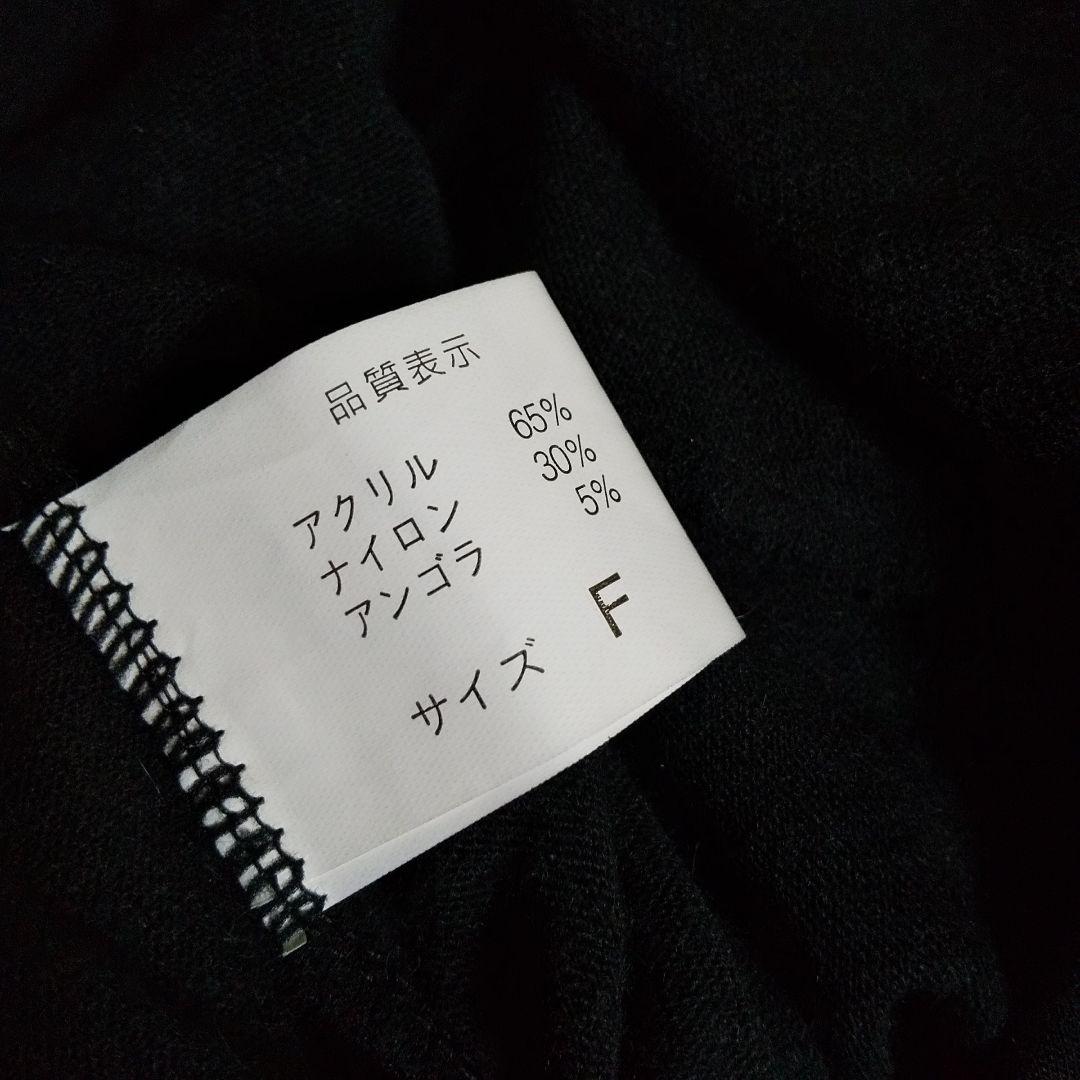 品質表示
アクリル 65%
ナイロン 30%
アンゴラ 5%
サイズ F